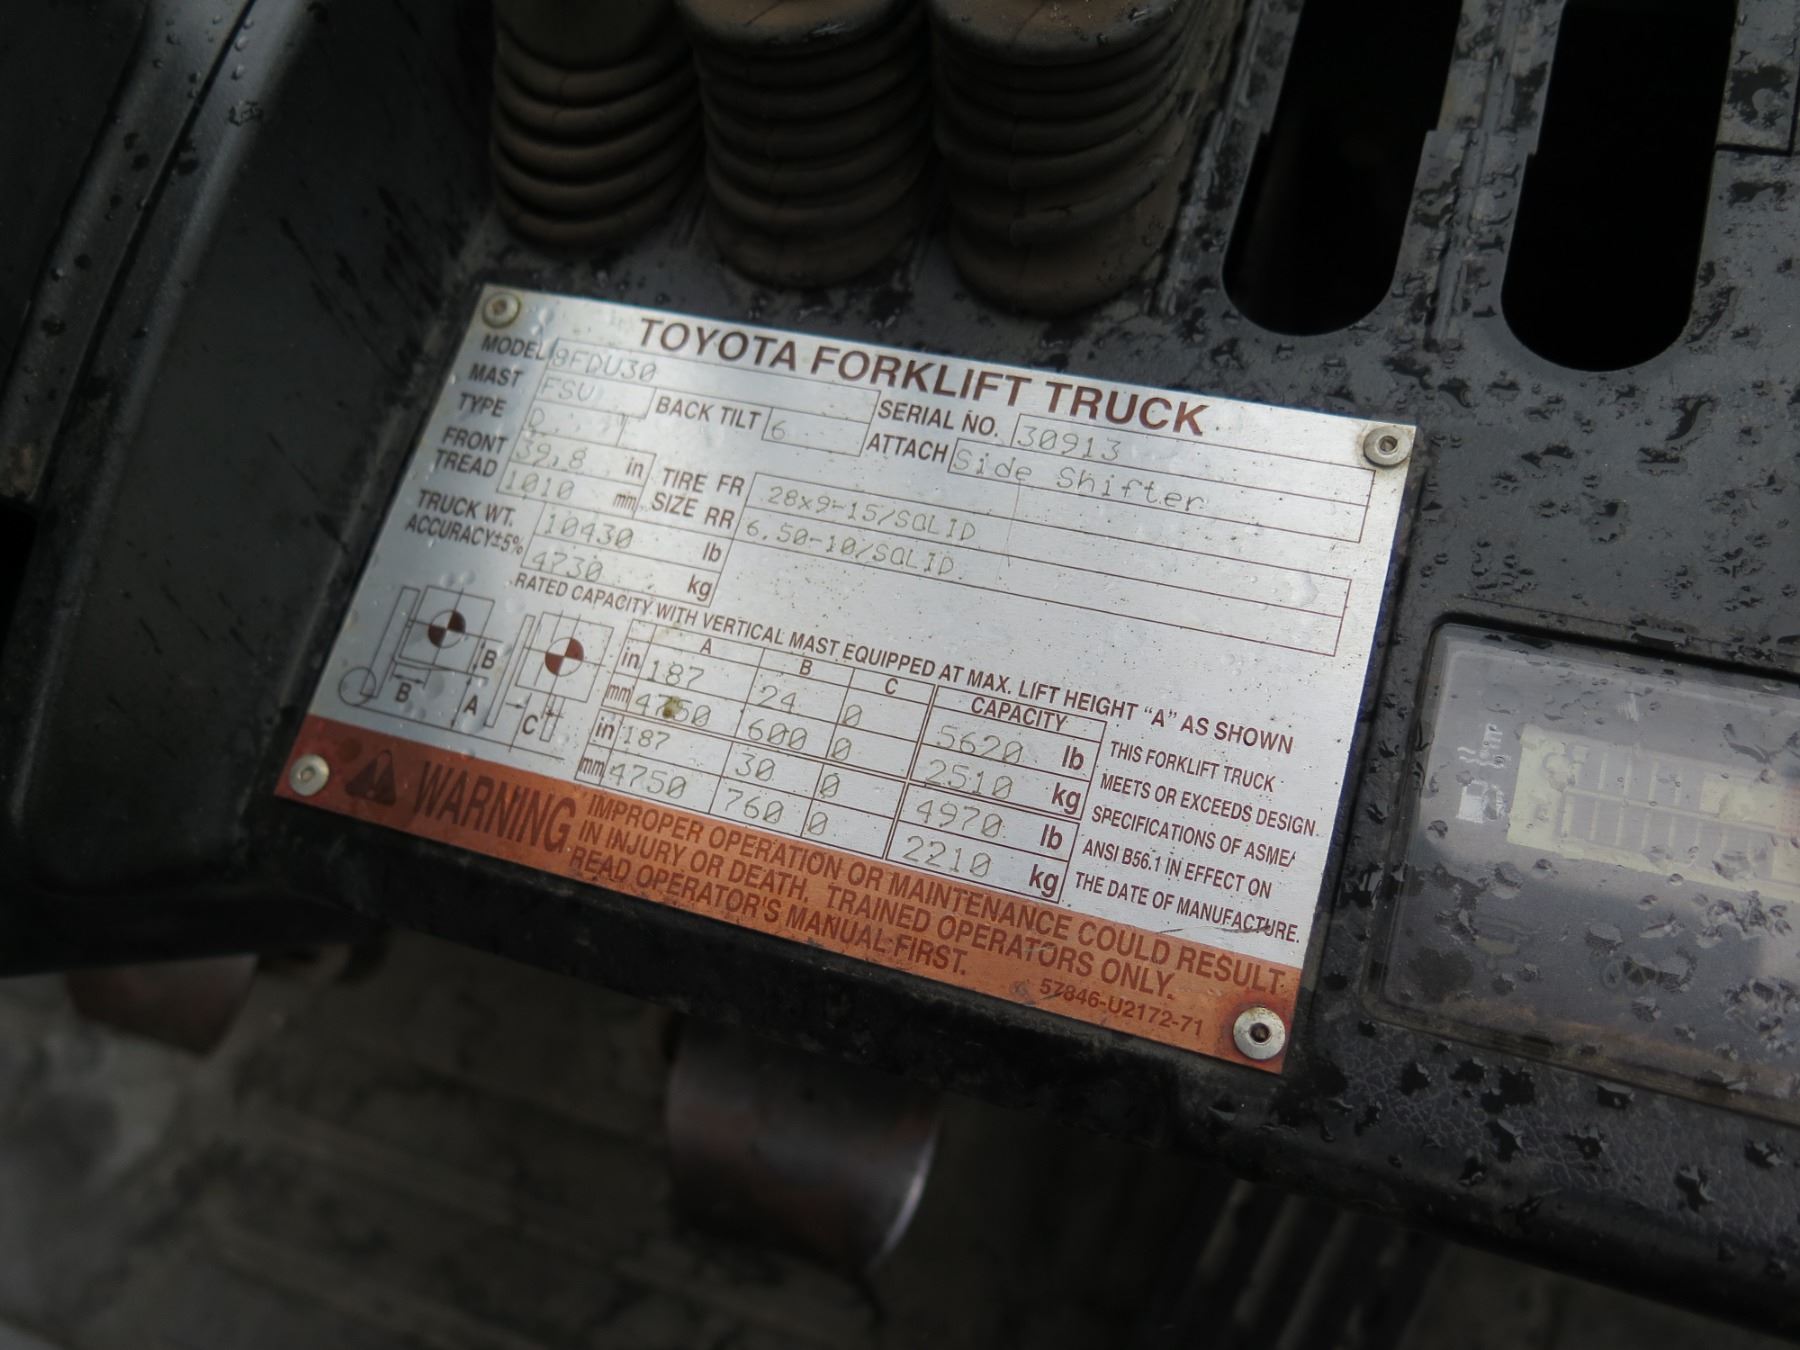 TOYOTA FORKLIFT TRUCK
MODEL 8FDU30 SERIAL NO. 30913
MAST FSV BACK TILT 6 ATTACH Side Shifter
TYPE D
FRONT TREAD 39.8 in TIRE SIZE FR 28x9-15/SOLID
1010 mm RR 6.50-10/SOLID
TRUCK WT. 10430 lb
ACCURACY±5% 4730 kg
RATED CAPACITY WITH VERTICAL MAST EQUIPPED AT MAX. LIFT HEIGHT "A" AS SHOWN
A B C CAPACITY
in 187 24 0 5620 lb
mm 4750 600 0 2510 kg
in 187 30 0 4970 lb
mm 4750 760 0 2210 kg
B B A C
THIS FORKLIFT TRUCK
MEETS OR EXCEEDS DESIGN
SPECIFICATIONS OF ASME/
ANSI B56.1 IN EFFECT ON
THE DATE OF MANUFACTURE.
WARNING
IMPROPER OPERATION OR MAINTENANCE COULD RESULT
IN INJURY OR DEATH. TRAINED OPERATORS ONLY.
READ OPERATOR'S MANUAL FIRST.
57846-U2172-71